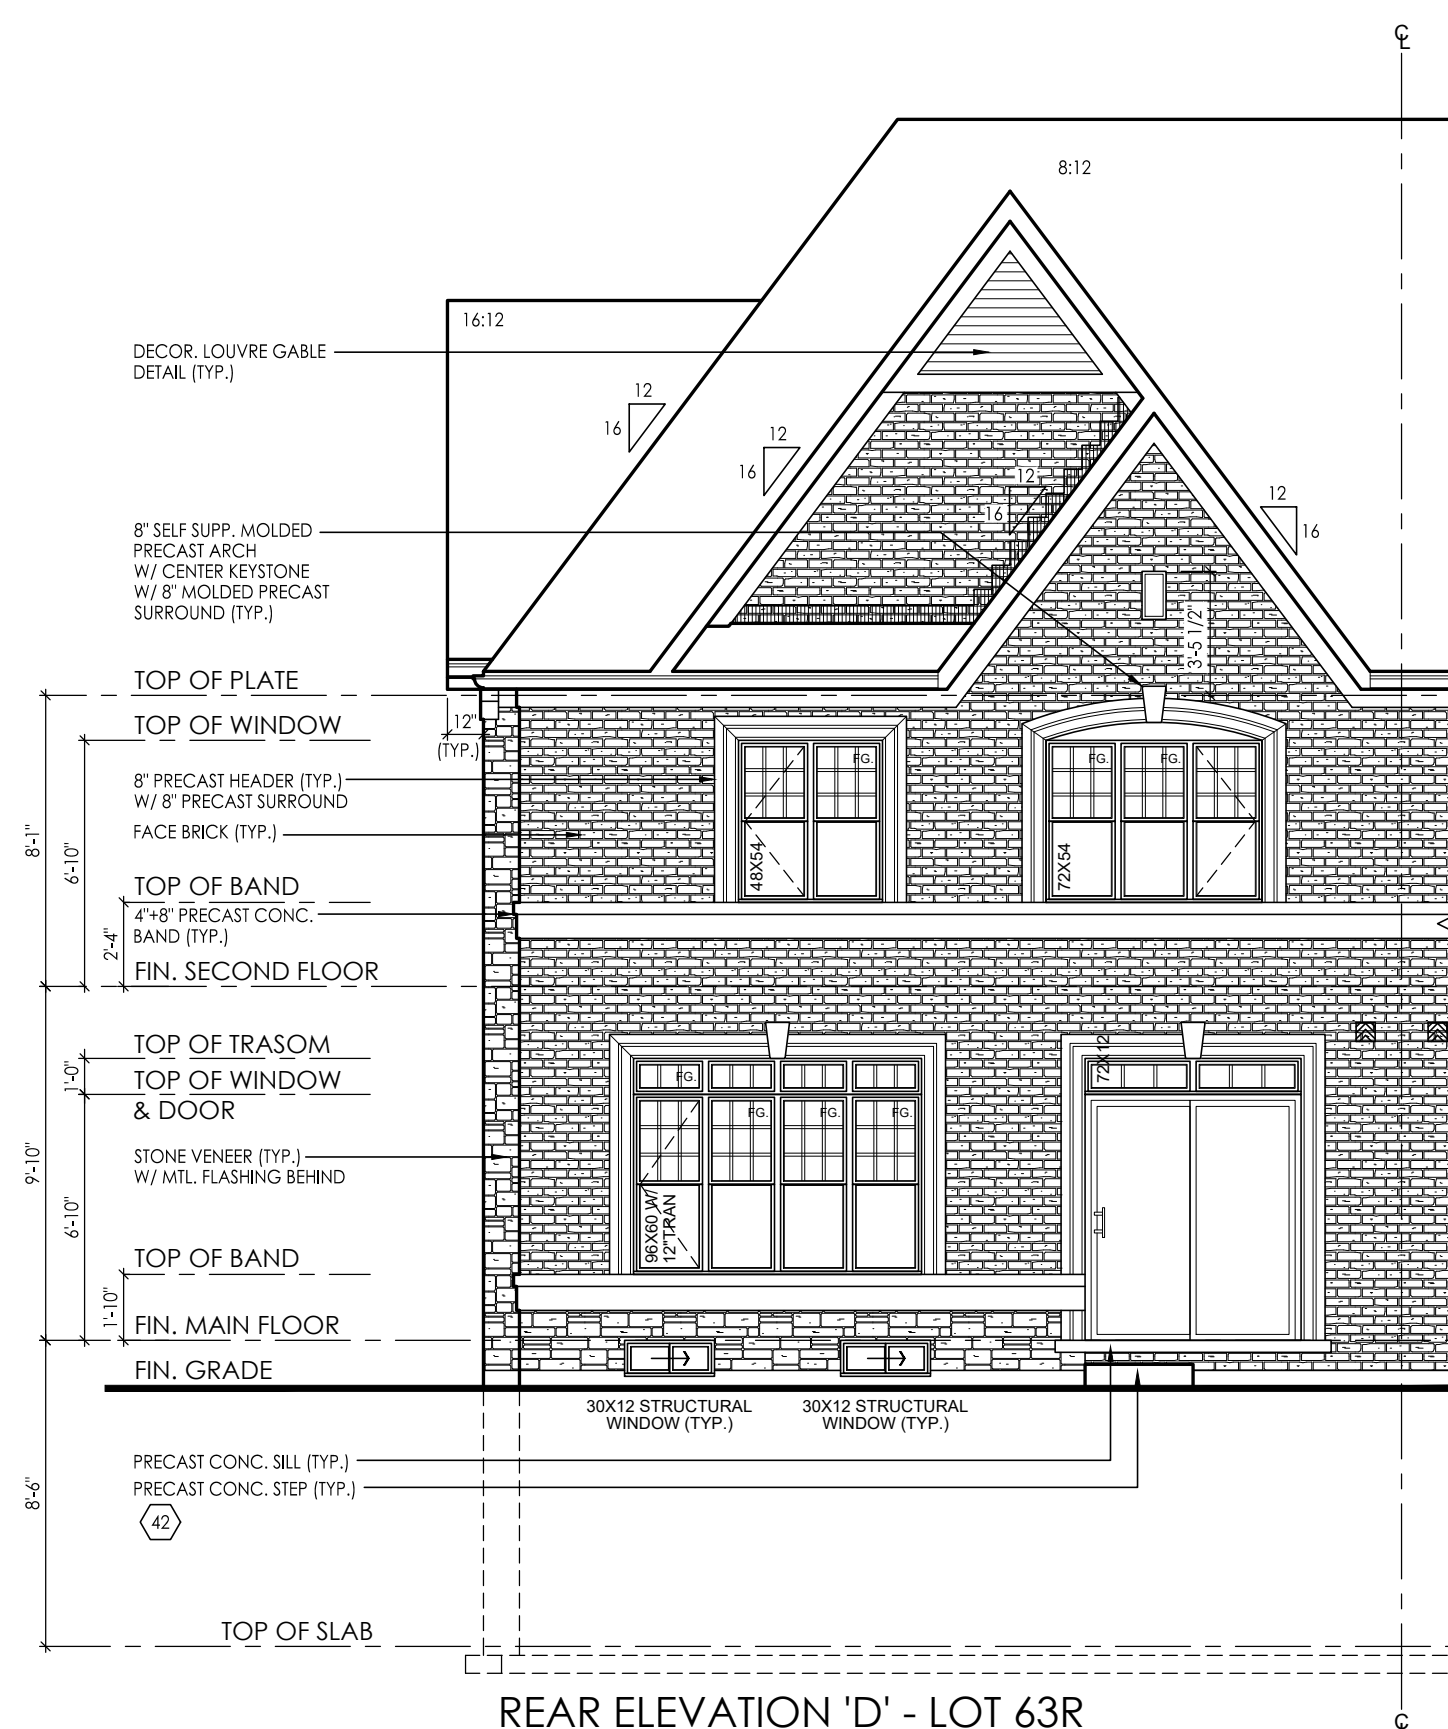 ℄
8:12
16:12
DECOR. LOUVRE GABLE
DETAIL (TYP.)
12
16
12
16
12
16
12
16
8" SELF SUPP. MOLDED
PRECAST ARCH
W/ CENTER KEYSTONE
W/ 8" MOLDED PRECAST
SURROUND (TYP.)
3'-5 1/2"
TOP OF PLATE
TOP OF WINDOW
12"
(TYP.)
8" PRECAST HEADER (TYP.)
W/ 8" PRECAST SURROUND
FACE BRICK (TYP.)
FG.
FG.
FG.
48X54
72X54
8'-1"
6'-10"
TOP OF BAND
4"+8" PRECAST CONC.
BAND (TYP.)
2'-4"
FIN. SECOND FLOOR
TOP OF TRASOM
1'-0"
TOP OF WINDOW
& DOOR
72X12
FG.
FG.
FG.
FG.
STONE VENEER (TYP.)
W/ MTL. FLASHING BEHIND
9'-10"
6'-10"
96X60 W/
12"TRAN
TOP OF BAND
1'-10"
FIN. MAIN FLOOR
FIN. GRADE
30X12 STRUCTURAL
WINDOW (TYP.)
30X12 STRUCTURAL
WINDOW (TYP.)
PRECAST CONC. SILL (TYP.)
PRECAST CONC. STEP (TYP.)
42
8'-6"
TOP OF SLAB
REAR ELEVATION 'D' - LOT 63R
℄